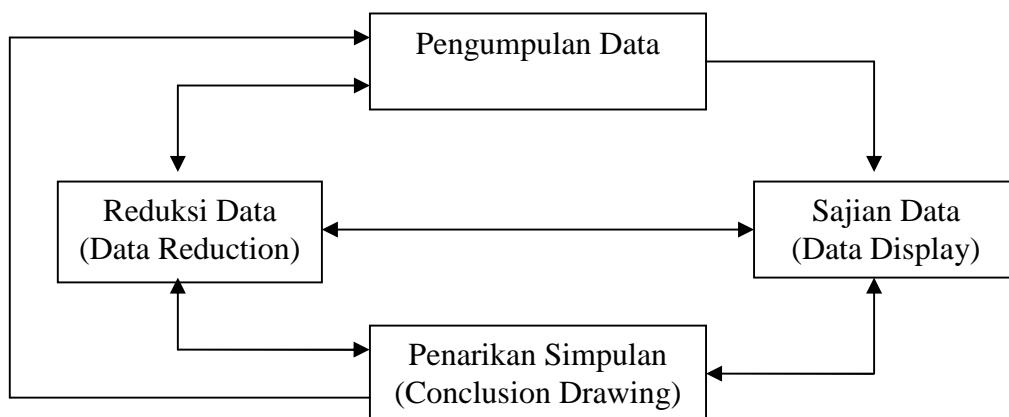 Pengumpulan Data
Reduksi Data
(Data Reduction)
Sajian Data
(Data Display)
Penarikan Simpulan
(Conclusion Drawing)